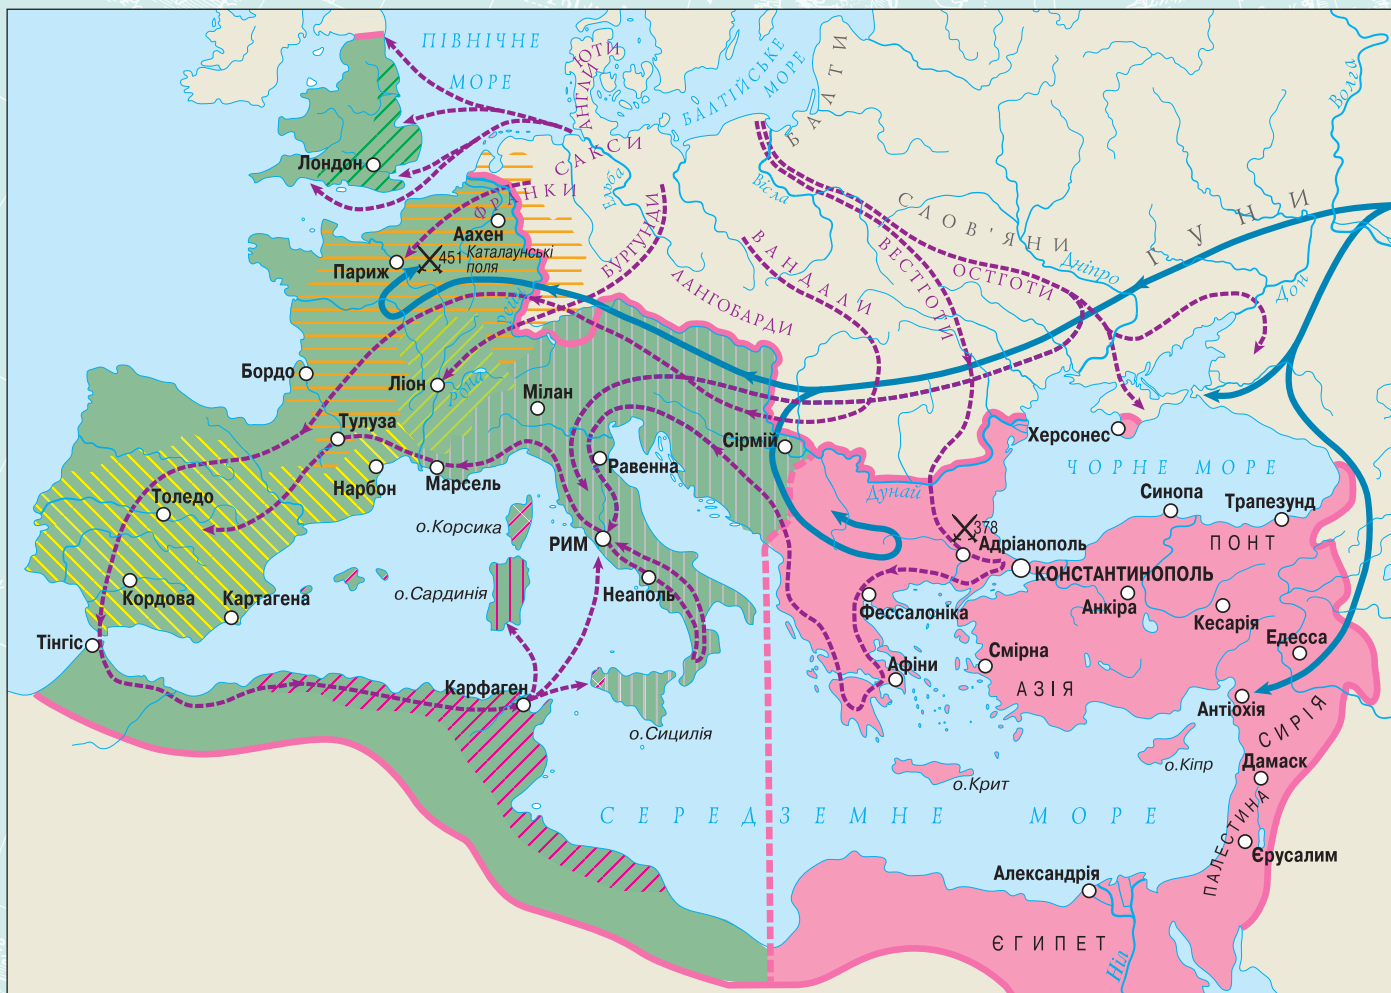 ПІВНІЧНЕ
МОРЕ
ЮТИ
АНГЛИ
САКСИ
БАЛТІЙСЬКЕ
МОРЕ
БАЛТИ
Волга
Лондон
ФРАНКИ
Ельба
Вісла
БУРГУНДИ
СЛОВ'ЯНИ
ГУНИ
Аахен
Париж
451 Каталаунські
поля
Рейн
ЛАНГОБАРДИ
ВАНДАЛИ
ВЕСТГОТИ
ОСТГОТИ
Дніпро
Дон
Бордо
Ліон
Рона
Мілан
Тулуза
Сірмій
Херсонес
Нарбон
Марсель
Равенна
ЧОРНЕ МОРЕ
Дунай
Толедо
о.Корсика
РИМ
378
Адріанополь
Синопа
Трапезунд
ПОНТ
КОНСТАНТИНОПОЛЬ
Кордова
Картагена
о.Сардинія
Неаполь
Фессалоніка
Анкіра
Кесарія
Едесса
Тінгіс
Афіни
Смірна
АЗІЯ
Карфаген
Антіохія
о.Сицилія
СИРІЯ
о.Кіпр
Дамаск
о.Крит
СЕРЕДЗЕМНЕ МОРЕ
ПАЛЕСТИНА
Єрусалим
Александрія
ЄГИПЕТ
Ніл